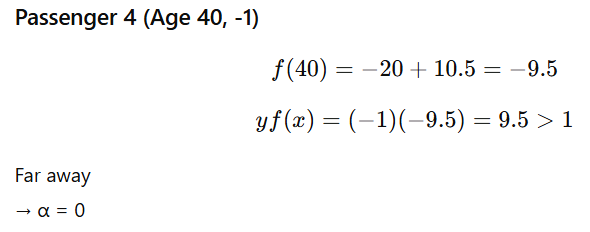 Passenger 4 (Age 40, -1)
f(40) = −20 + 10.5 = −9.5
yf(x) = (−1)(−9.5) = 9.5 > 1
Far away
→ α = 0